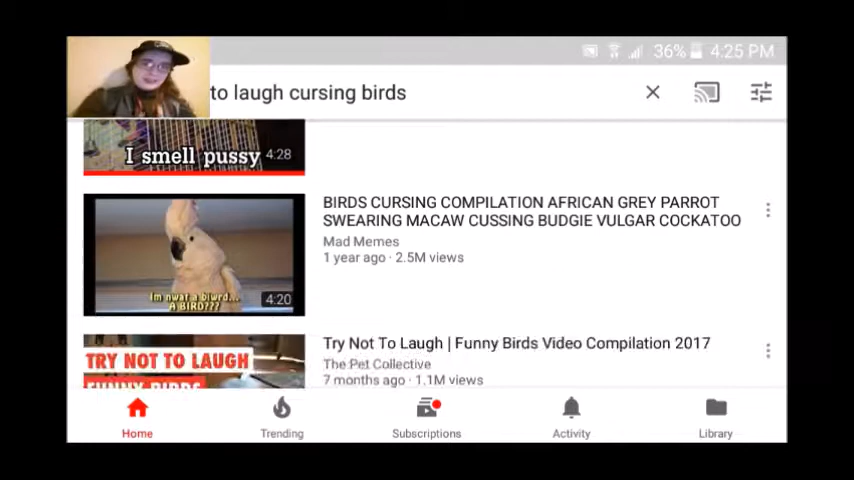 36% 4:25 PM
to laugh cursing birds
I smell pussy 4:28
BIRDS CURSING COMPILATION AFRICAN GREY PARROT
SWEARING MACAW CUSSING BUDGIE VULGAR COCKATOO
Mad Memes
1 year ago · 2.5M views
Im nwat a biwrd...
A BIRD???
4:20
Try Not To Laugh | Funny Birds Video Compilation 2017
The Pet Collective
7 months ago · 1.1M views
TRY NOT TO LAUGH
FUNNY BIRDS
Home Trending Subscriptions Activity Library